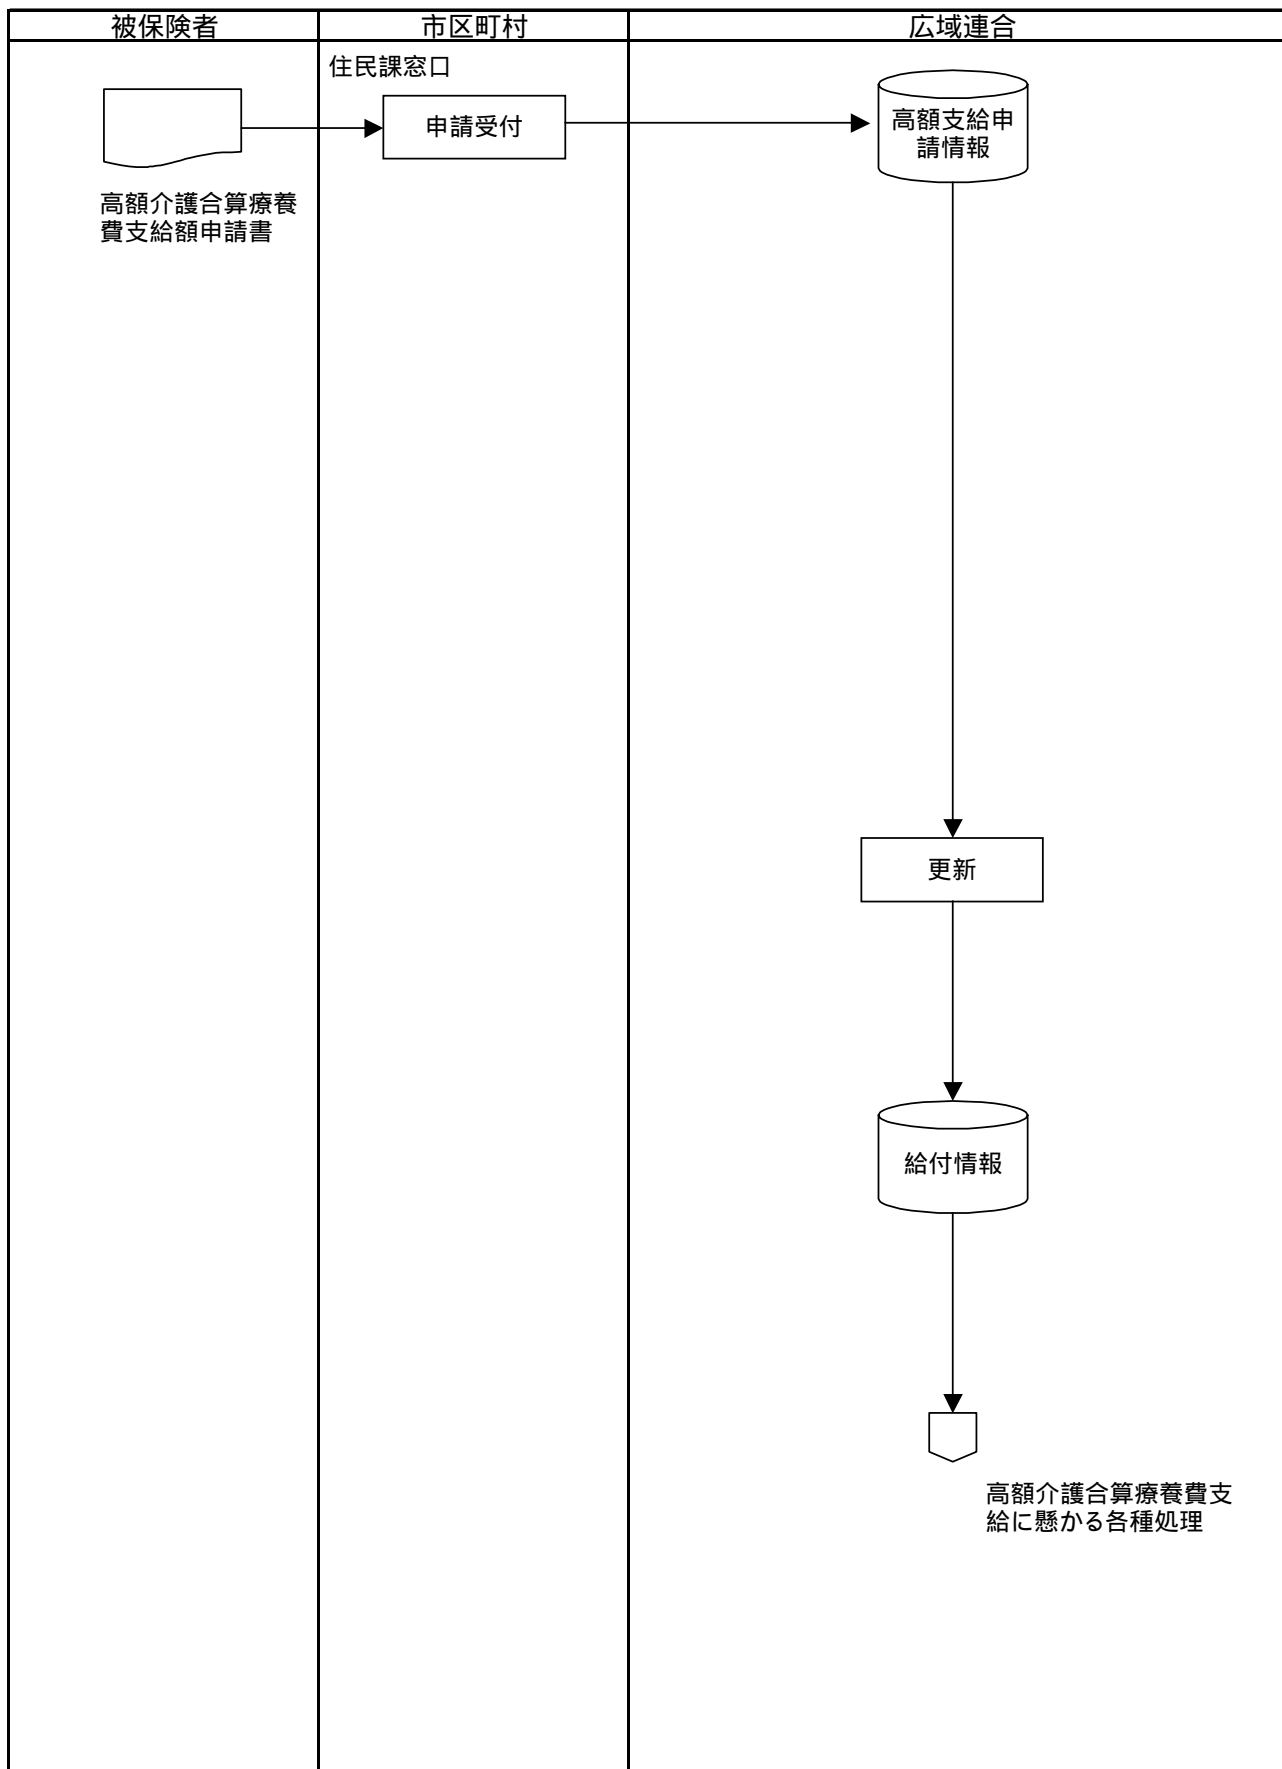 被保険者
市区町村
広域連合
住民課窓口
申請受付
高額支給申
請情報
高額介護合算療養
費支給額申請書
更新
給付情報
高額介護合算療養費支
給に懸かる各種処理